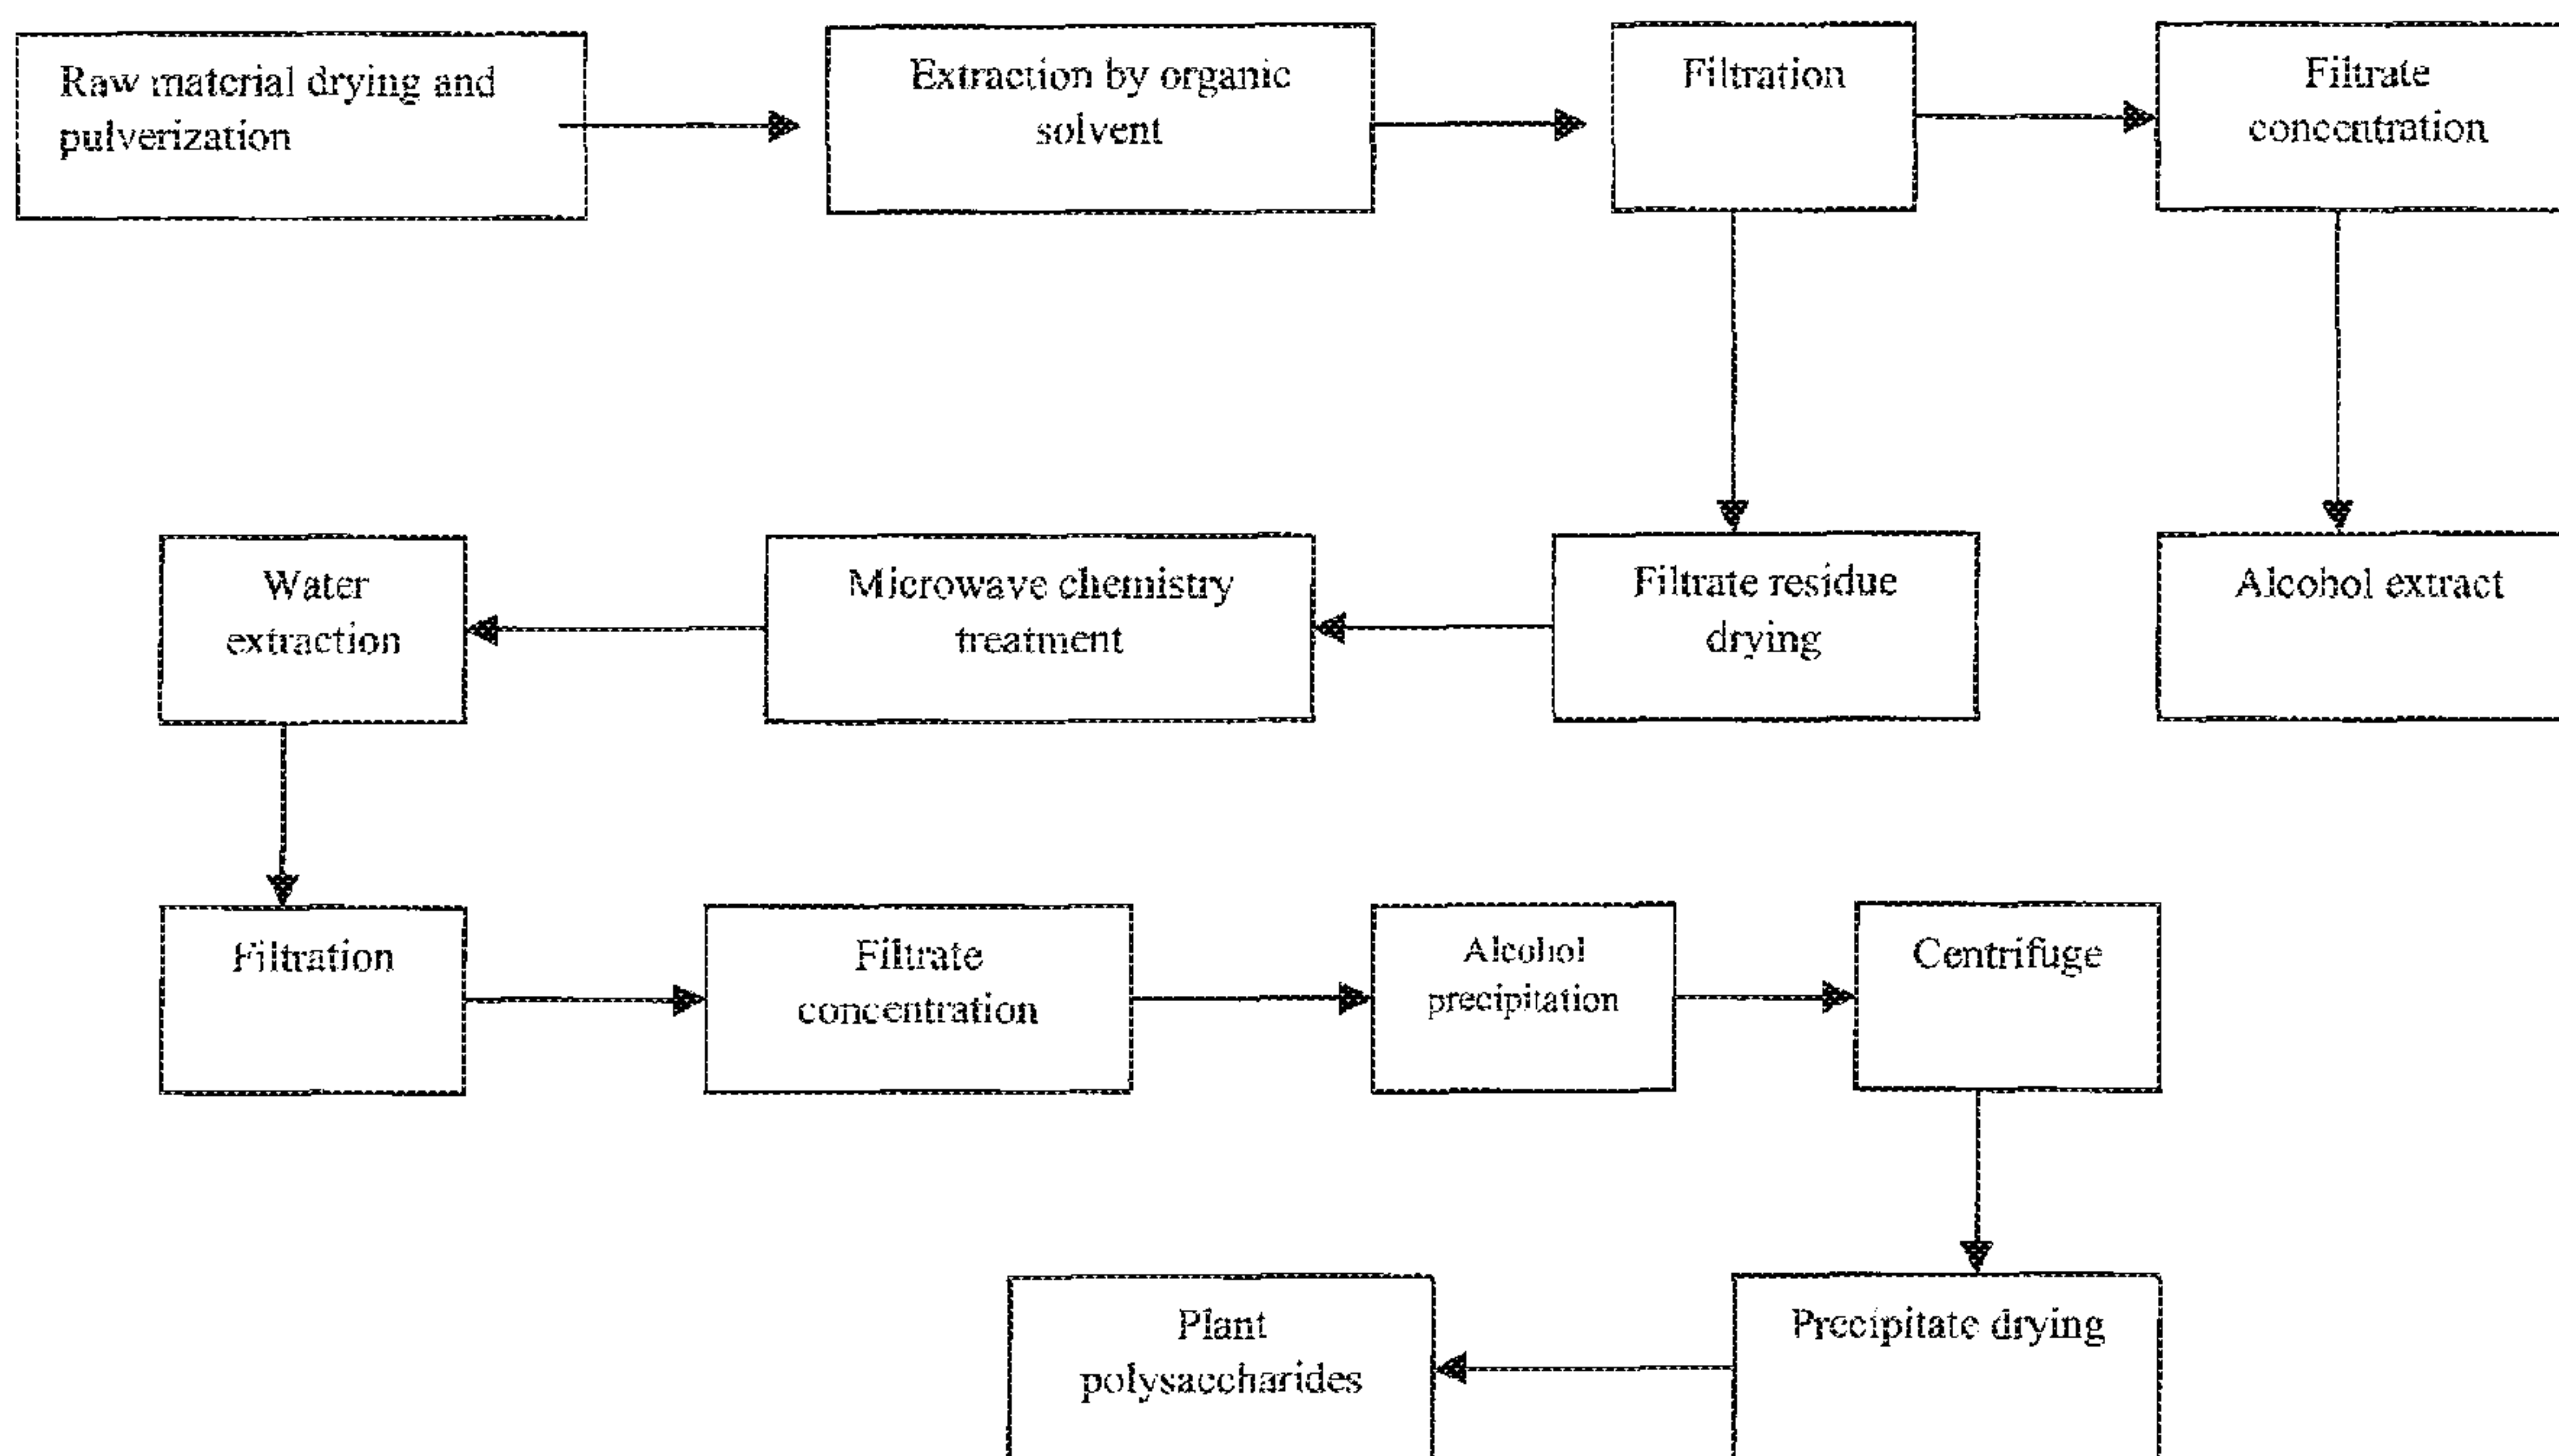 Raw material drying and
pulverization
Extraction by organic
solvent
Filtration
Filtrate
concentration
Water
extraction
Microwave chemistry
treatment
Filtrate residue
drying
Alcohol extract
Filtration
Filtrate
concentration
Alcohol
precipitation
Centrifuge
Plant
polysaccharides
Precipitate drying